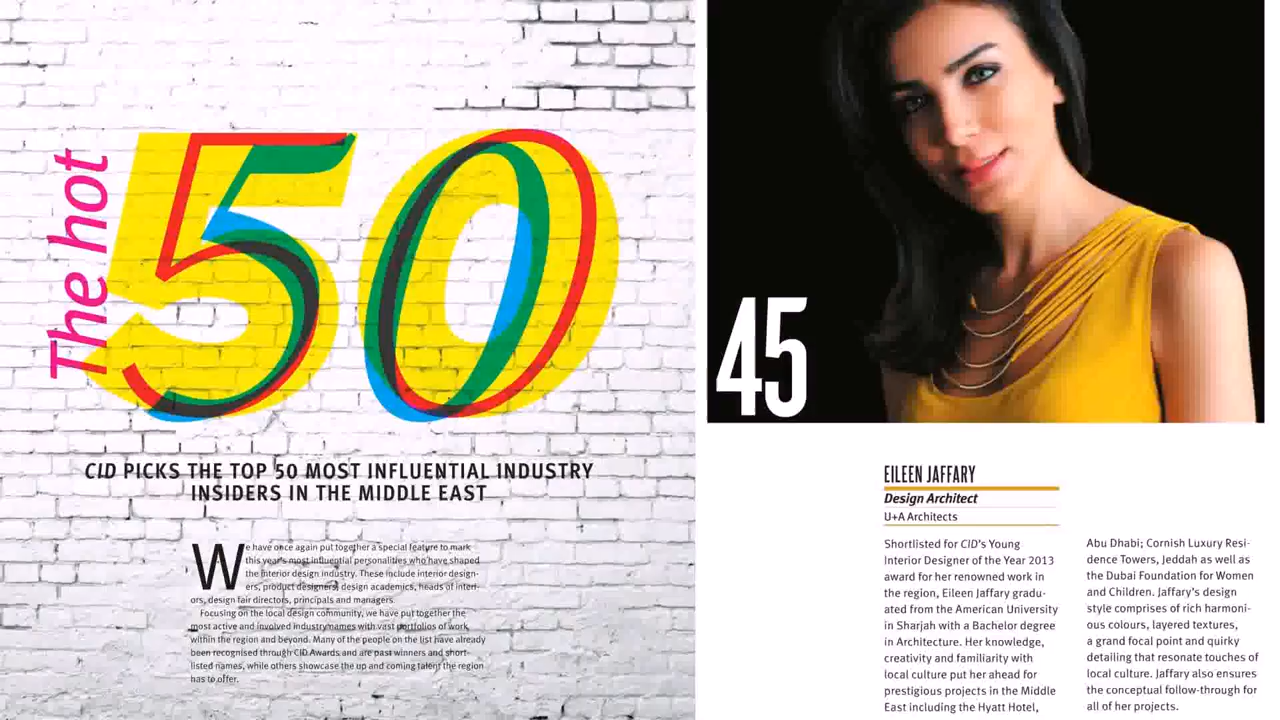 The hot
50
CID PICKS THE TOP 50 MOST INFLUENTIAL INDUSTRY
INSIDERS IN THE MIDDLE EAST
We have once again put together a special feature to mark
this year's most influential personalities who have shaped
the interior design industry. These include interior design-
ers, product designers, design academics, heads of interi-
ors, design fair directors, principals and managers.
Focusing on the local design community, we have put together the
most active and involved industry names with vast portfolios of work
within the region and beyond. Many of the people on the list have already
been recognised through CID Awards and are past winners and short-
listed names, while others showcase the up and coming talent the region
has to offer.
45
EILEEN JAFFARY
Design Architect
U+A Architects
Shortlisted for CID's Young
Interior Designer of the Year 2013
award for her renowned work in
the region, Eileen Jaffary gradu-
ated from the American University
in Sharjah with a Bachelor degree
in Architecture. Her knowledge,
creativity and familiarity with
local culture put her ahead for
prestigious projects in the Middle
East including the Hyatt Hotel,
Abu Dhabi; Cornish Luxury Resi-
dence Towers, Jeddah as well as
the Dubai Foundation for Women
and Children. Jaffary's design
style comprises of rich harmoni-
ous colours, layered textures,
a grand focal point and quirky
detailing that resonate touches of
local culture. Jaffary also ensures
the conceptual follow-through for
all of her projects.